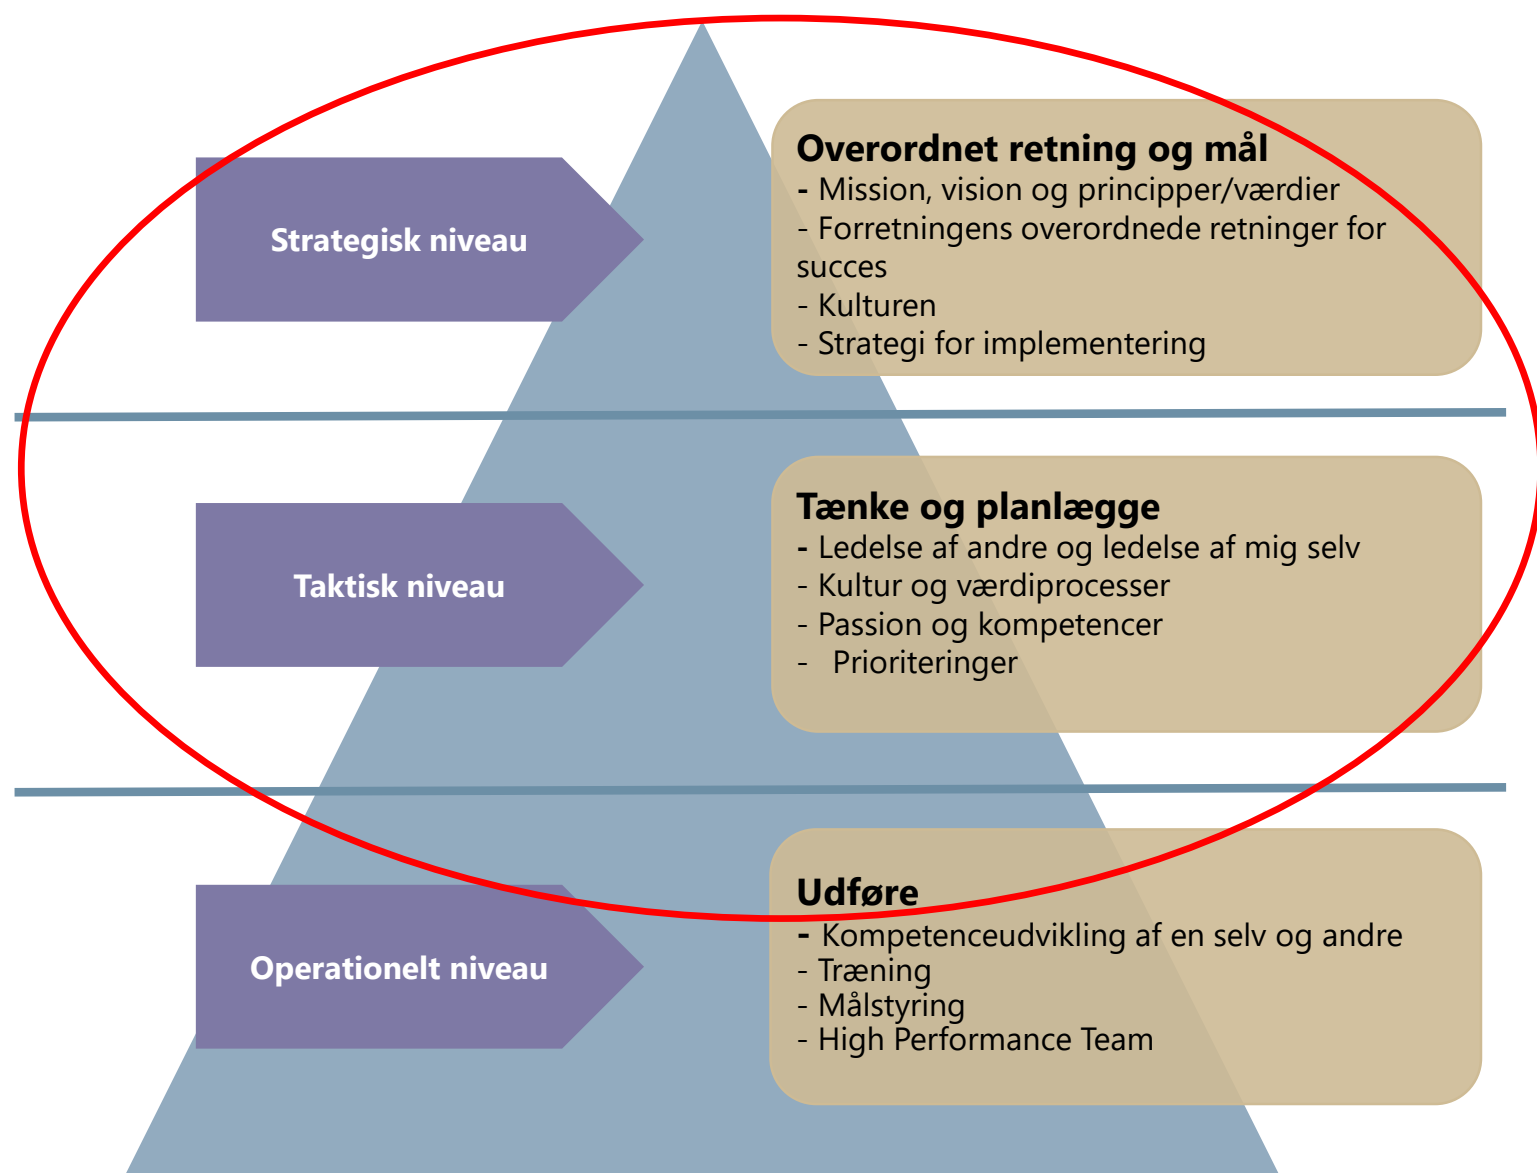 Strategisk niveau
Overordnet retning og mål
- Mission, vision og principper/værdier
- Forretningens overordnede retninger for
succes
- Kulturen
- Strategi for implementering
Taktisk niveau
Tænke og planlægge
- Ledelse af andre og ledelse af mig selv
- Kultur og værdiprocesser
- Passion og kompetencer
- Prioriteringer
Operationelt niveau
Udføre
- Kompetenceudvikling af en selv og andre
- Træning
- Målstyring
- High Performance Team